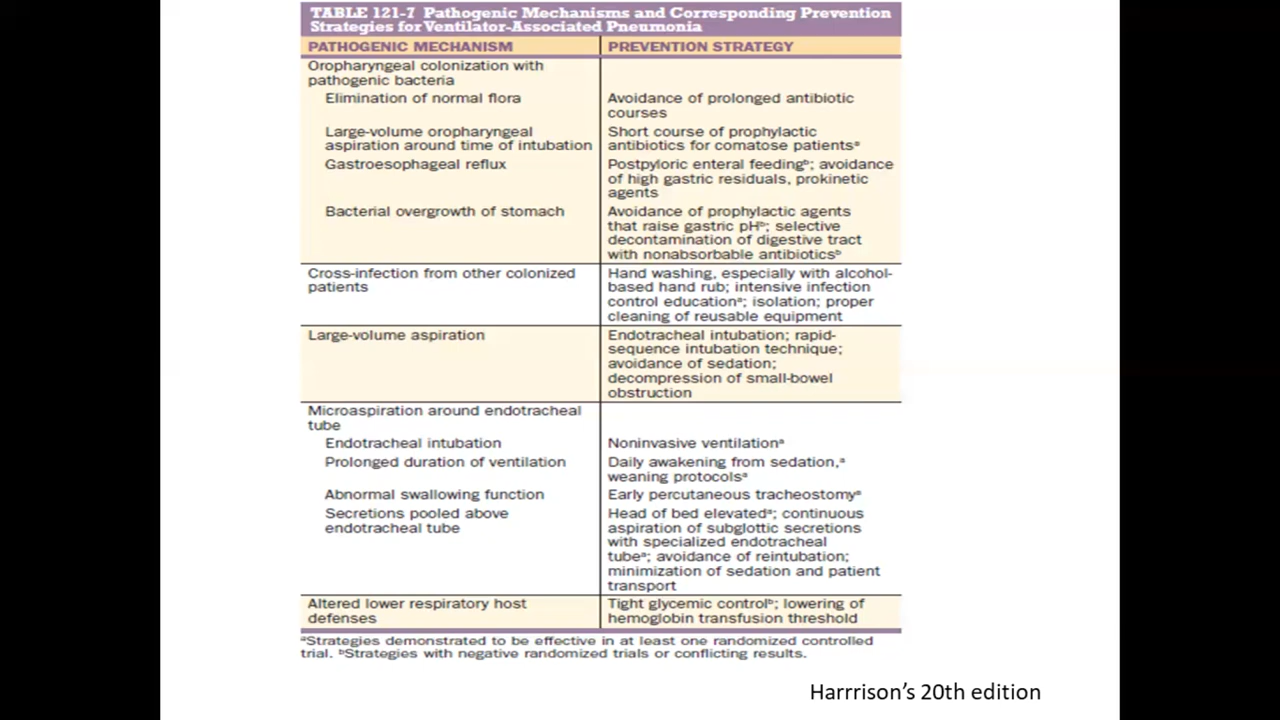 TABLE 121-7 Pathogenic Mechanisms and Corresponding Prevention
Strategies for Ventilator-Associated Pneumonia
PATHOGENIC MECHANISM PREVENTION STRATEGY
Oropharyngeal colonization with
pathogenic bacteria
Elimination of normal flora Avoidance of prolonged antibiotic
courses
Large-volume oropharyngeal Short course of prophylactic
aspiration around time of intubation antibiotics for comatose patientsᵃ
Gastroesophageal reflux Postpyloric enteral feedingᵇ; avoidance
of high gastric residuals, prokinetic
agents
Bacterial overgrowth of stomach Avoidance of prophylactic agents
that raise gastric pHᵇ; selective
decontamination of digestive tract
with nonabsorbable antibioticsᵇ
Cross-infection from other colonized Hand washing, especially with alcohol-
patients based hand rub; intensive infection
control educationᵃ; isolation; proper
cleaning of reusable equipment
Large-volume aspiration Endotracheal intubation; rapid-
sequence intubation technique;
avoidance of sedation;
decompression of small-bowel
obstruction
Microaspiration around endotracheal
tube
Endotracheal intubation Noninvasive ventilationᵃ
Prolonged duration of ventilation Daily awakening from sedation,ᵃ
weaning protocolsᵃ
Abnormal swallowing function Early percutaneous tracheostomyᵃ
Secretions pooled above Head of bed elevatedᵃ; continuous
endotracheal tube aspiration of subglottic secretions
with specialized endotracheal
tubeᵃ; avoidance of reintubation;
minimization of sedation and patient
transport
Altered lower respiratory host Tight glycemic controlᵇ; lowering of
defenses hemoglobin transfusion threshold
ᵃStrategies demonstrated to be effective in at least one randomized controlled
trial. ᵇStrategies with negative randomized trials or conflicting results.
Harrrison's 20th edition